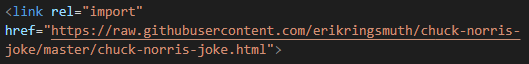 <link rel="import"
href="https://raw.githubusercontent.com/erikringsmuth/chuck-norris-
joke/master/chuck-norris-joke.html">